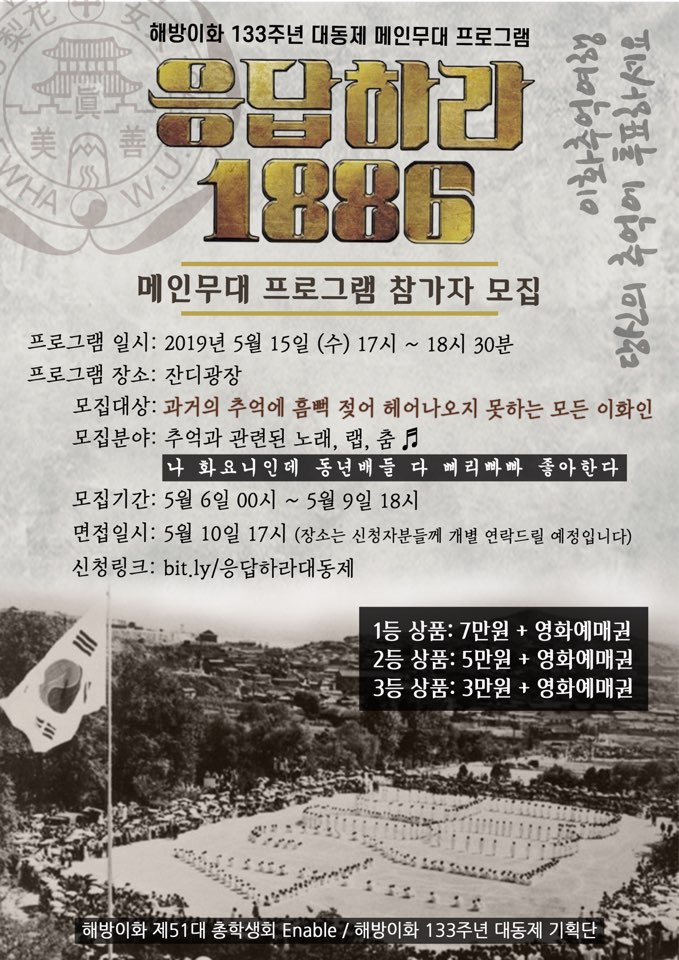 해방이화 133주년 대동제 메인무대 프로그램
응답하라
1886
이화추억여행
당신의 추억에 투표하세요
梨花
女
眞
美 善
WHA W.U.
메인무대 프로그램 참가자 모집
프로그램 일시: 2019년 5월 15일 (수) 17시 ~ 18시 30분
프로그램 장소: 잔디광장
모집대상: 과거의 추억에 흠뻑 젖어 헤어나오지 못하는 모든 이화인
모집분야: 추억과 관련된 노래, 랩, 춤 ♬
나 화요니인데 동년배들 다 삐리빠빠 좋아한다
모집기간: 5월 6일 00시 ~ 5월 9일 18시
면접일시: 5월 10일 17시 (장소는 신청자분들께 개별 연락드릴 예정입니다)
신청링크: bit.ly/응답하라대동제
1등 상품: 7만원 + 영화예매권
2등 상품: 5만원 + 영화예매권
3등 상품: 3만원 + 영화예매권
해방이화 제51대 총학생회 Enable / 해방이화 133주년 대동제 기획단